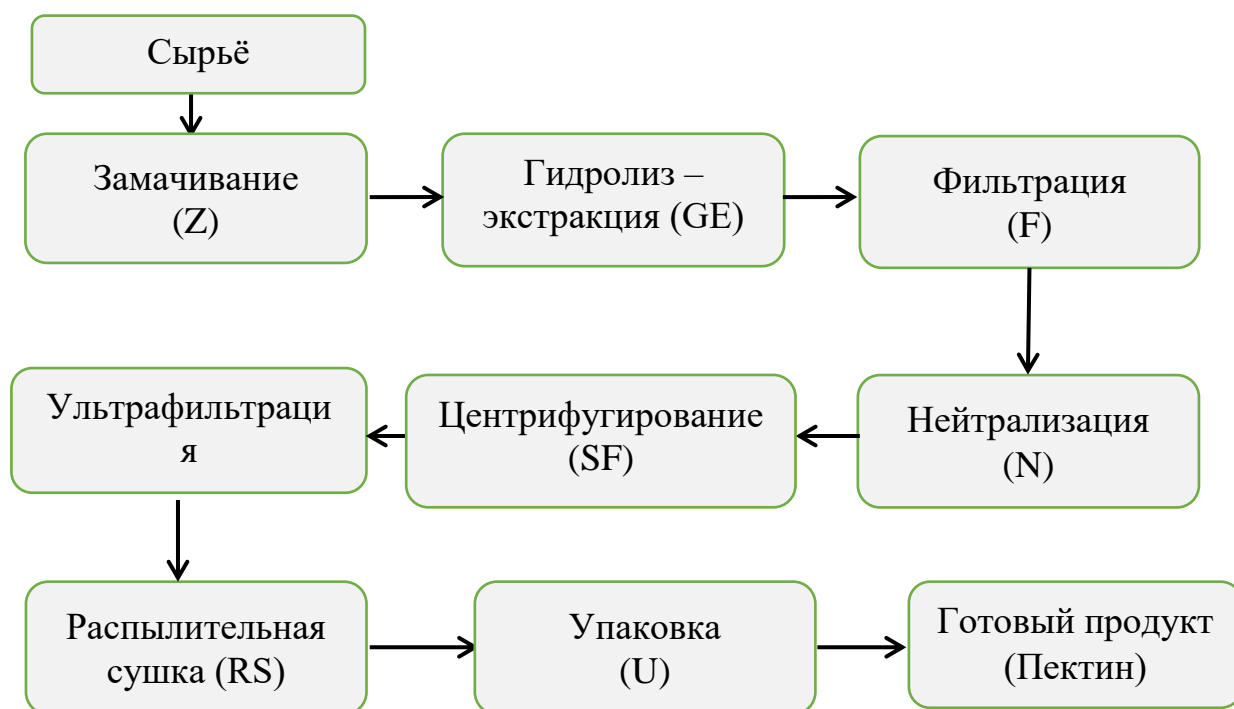 Сырьё
Замачивание
(Z)
Гидролиз –
экстракция (GE)
Фильтрация
(F)
Нейтрализация
(N)
Центрифугирование
(SF)
Ультрафильтраци
я
Распылительная
сушка (RS)
Упаковка
(U)
Готовый продукт
(Пектин)